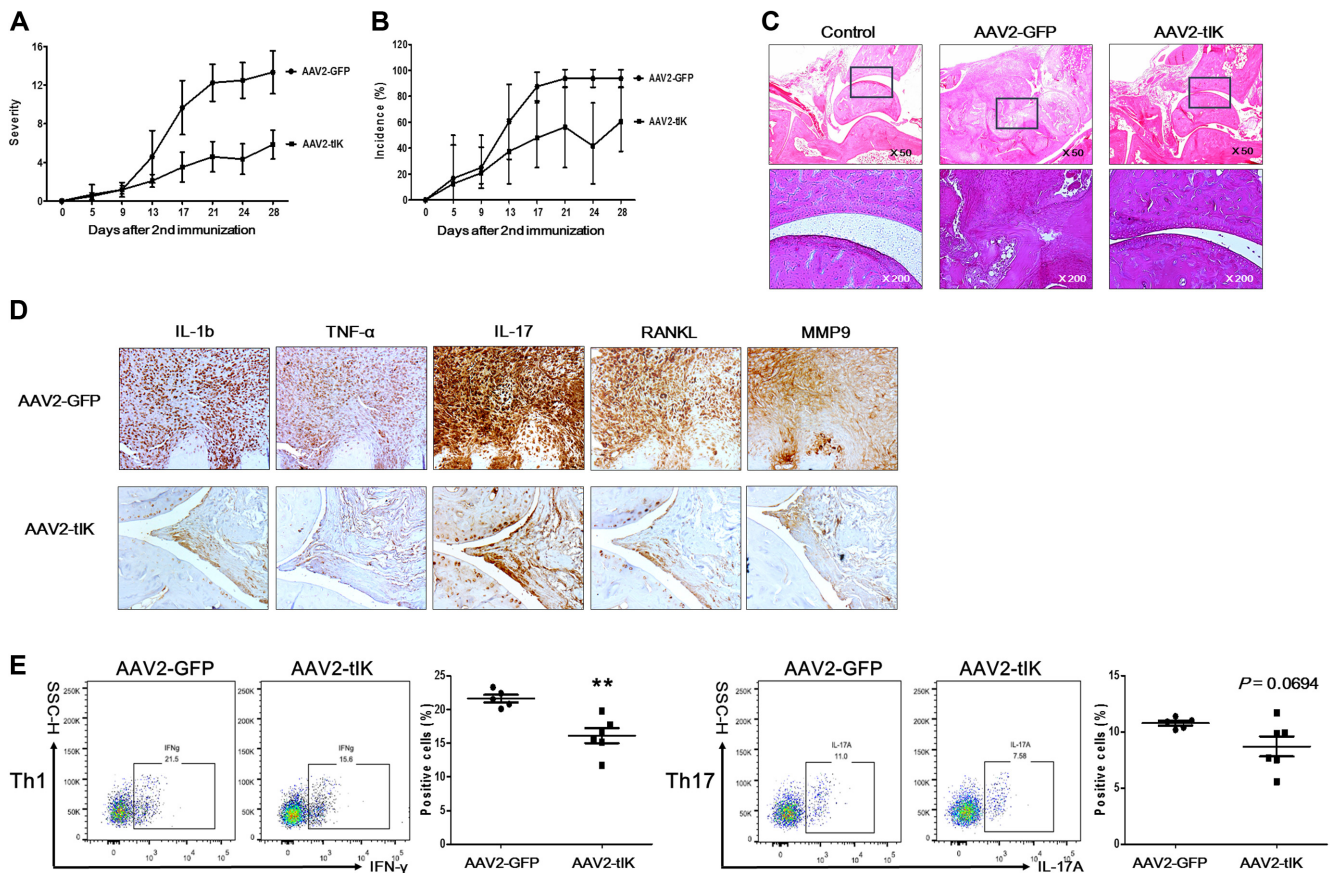 A
16
12
8
4
0
Severity
0 5 9 13 17 21 24 28
Days after 2nd immunization
AAV2-GFP
AAV2-tIK
B
120
100
80
60
40
20
0
Incidence (%)
0 5 9 13 17 21 24 28
Days after 2nd immunization
AAV2-GFP
AAV2-tIK
C
Control AAV2-GFP AAV2-tIK
X50 X50 X50
X200 X200 X200
D
IL-1b TNF-α IL-17 RANKL MMP9
AAV2-GFP
AAV2-tIK
E
Th1
AAV2-GFP AAV2-tIK
SSC-H
250K
200K
150K
100K
50K
0
IFNg
21.5
0 10³ 10⁴ 10⁵
250K
200K
150K
100K
50K
0
IFNg
15.6
0 10³ 10⁴ 10⁵
IFN-γ
Positive cells (%)
25
20
15
10
5
0
**
AAV2-GFP AAV2-tIK
Th17
AAV2-GFP AAV2-tIK
SSC-H
250K
200K
150K
100K
50K
0
IL-17A
11.0
0 10³ 10⁴ 10⁵
250K
200K
150K
100K
50K
0
IL-17A
7.58
0 10³ 10⁴ 10⁵
IL-17A
Positive cells (%)
15
10
5
0
P = 0.0694
AAV2-GFP AAV2-tIK